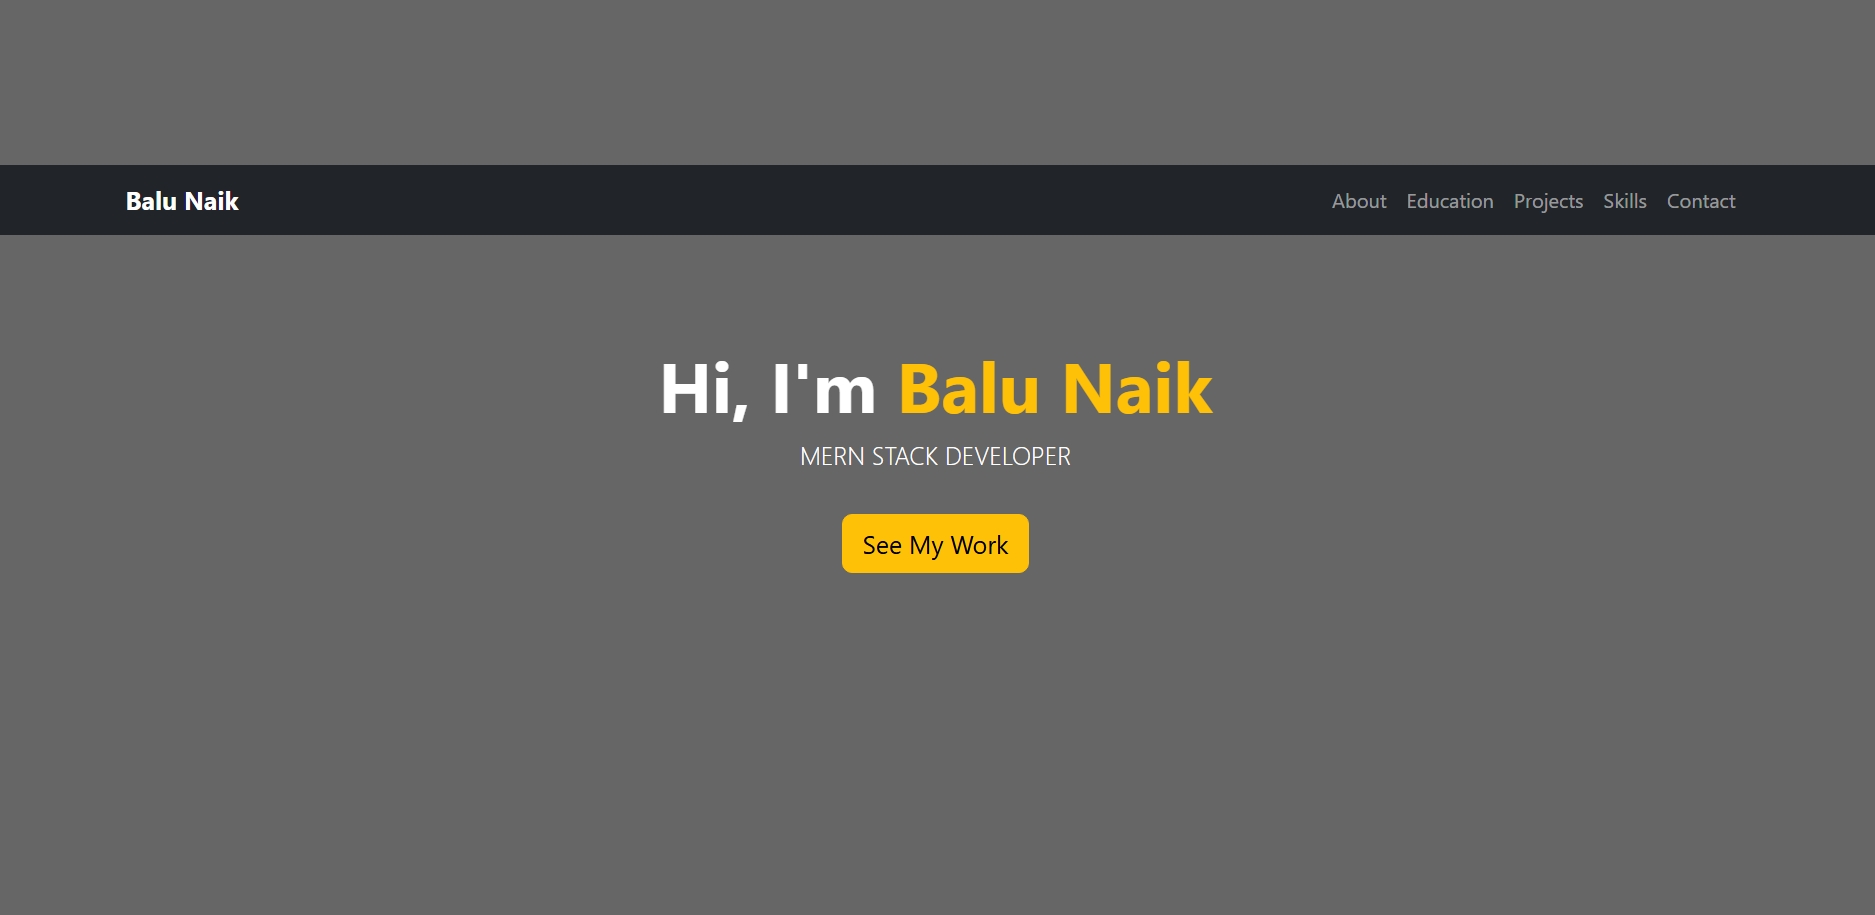 Balu Naik About Education Projects Skills Contact
Hi, I'm Balu Naik
MERN STACK DEVELOPER
See My Work